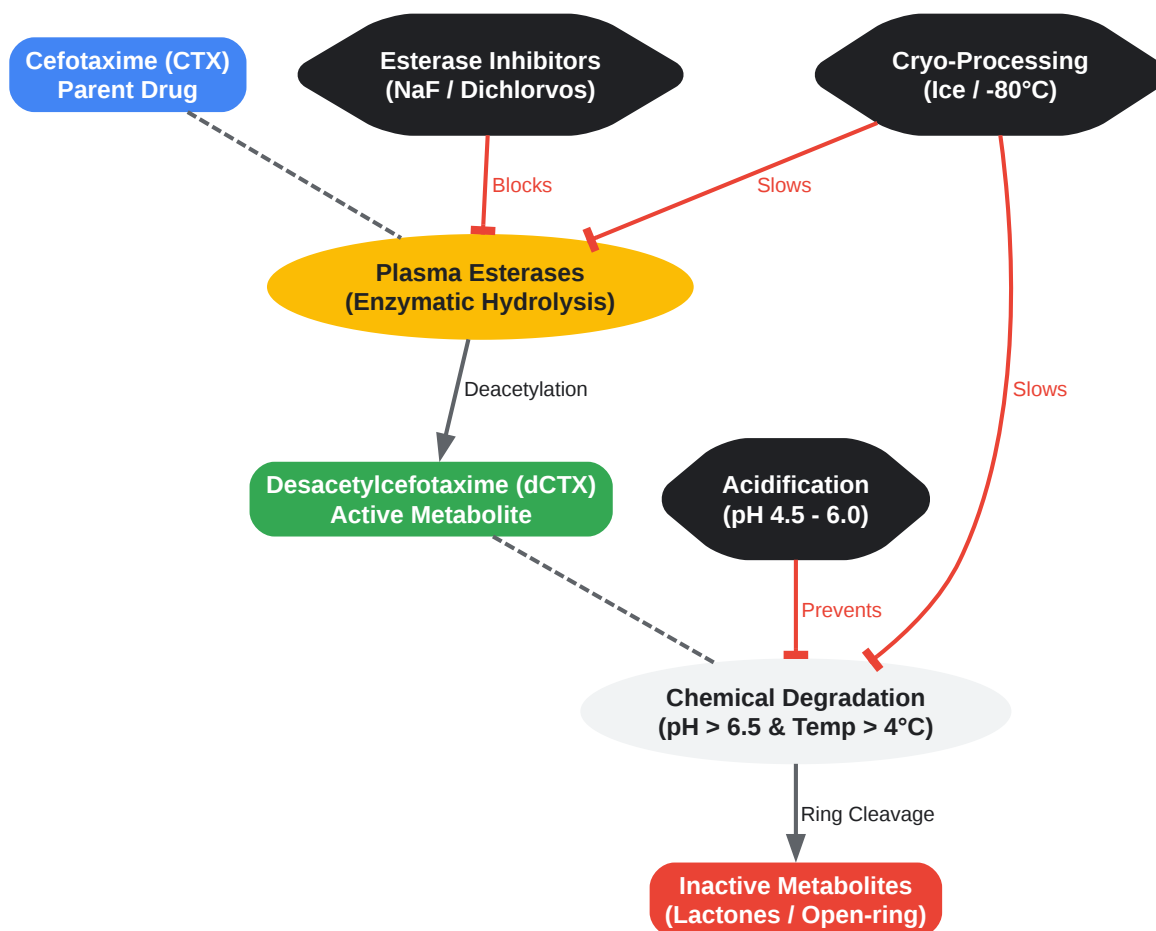 Cefotaxime (CTX)
Parent Drug
Esterase Inhibitors
(NaF / Dichlorvos)
Cryo-Processing
(Ice / -80°C)
Blocks
Slows
Plasma Esterases
(Enzymatic Hydrolysis)
Deacetylation
Slows
Desacetylcefotaxime (dCTX)
Active Metabolite
Acidification
(pH 4.5 - 6.0)
Prevents
Chemical Degradation
(pH > 6.5 & Temp > 4°C)
Ring Cleavage
Inactive Metabolites
(Lactones / Open-ring)